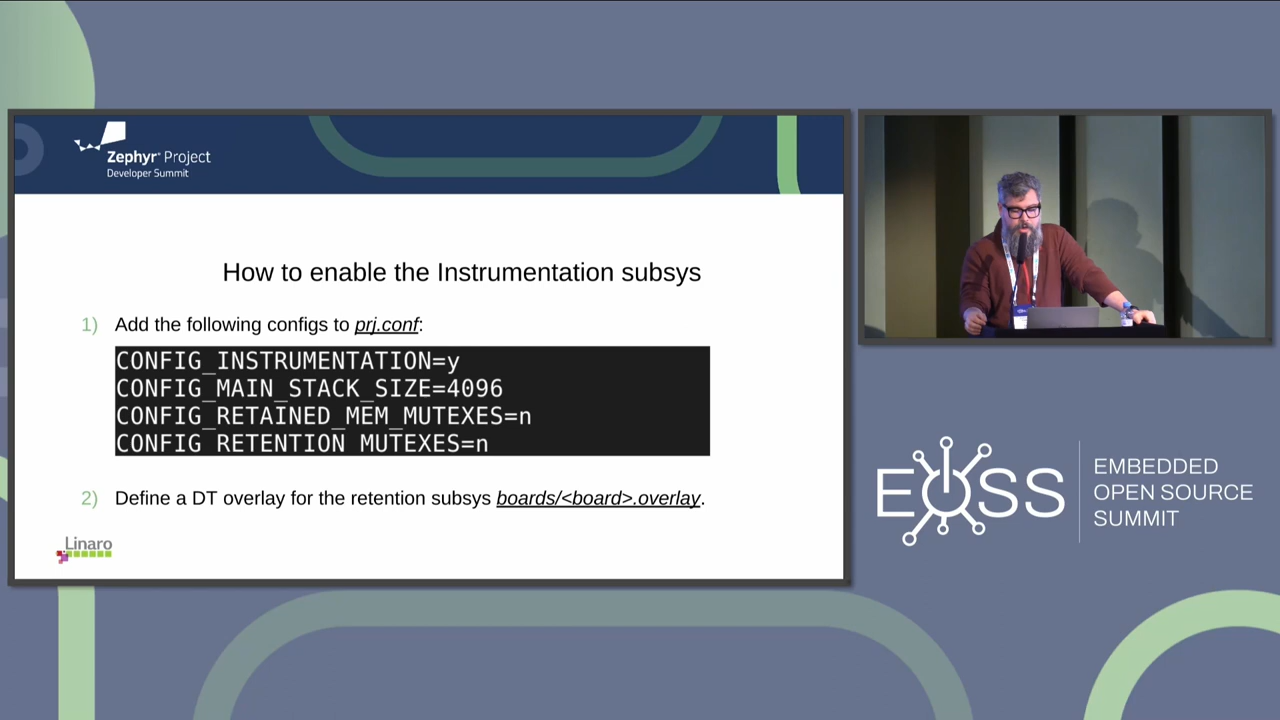 Zephyr® Project
Developer Summit
How to enable the Instrumentation subsys
1) Add the following configs to prj.conf:
CONFIG_INSTRUMENTATION=y
CONFIG_MAIN_STACK_SIZE=4096
CONFIG_RETAINED_MEM_MUTEXES=n
CONFIG_RETENTION_MUTEXES=n
2) Define a DT overlay for the retention subsys boards/<board>.overlay.
Linaro
EOSS
EMBEDDED
OPEN SOURCE
SUMMIT